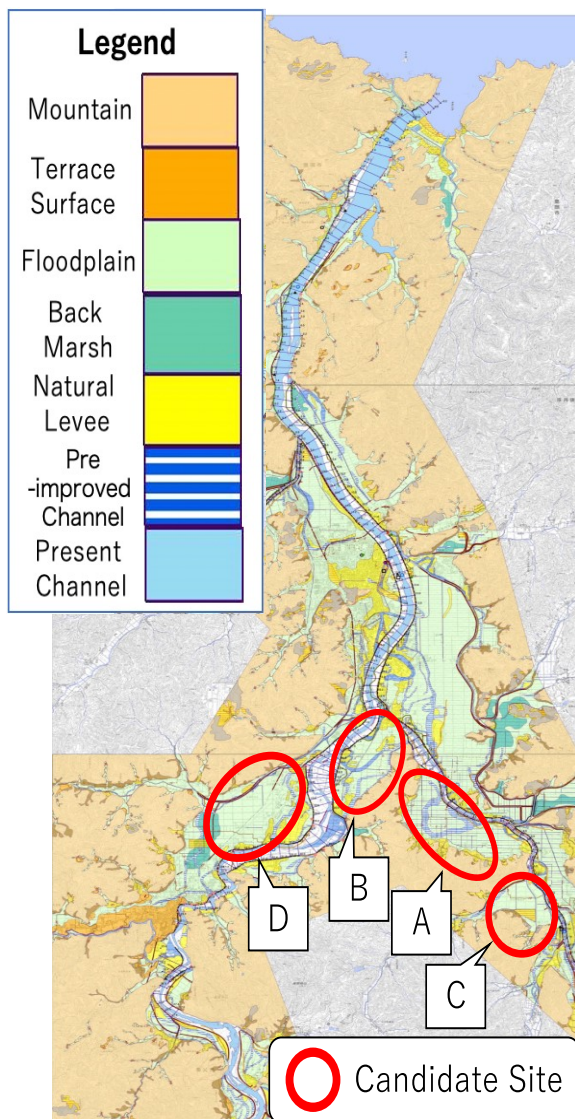 Legend
Mountain
Terrace
Surface
Floodplain
Back
Marsh
Natural
Levee
Pre
-improved
Channel
Present
Channel
B
D
A
C
Candidate Site